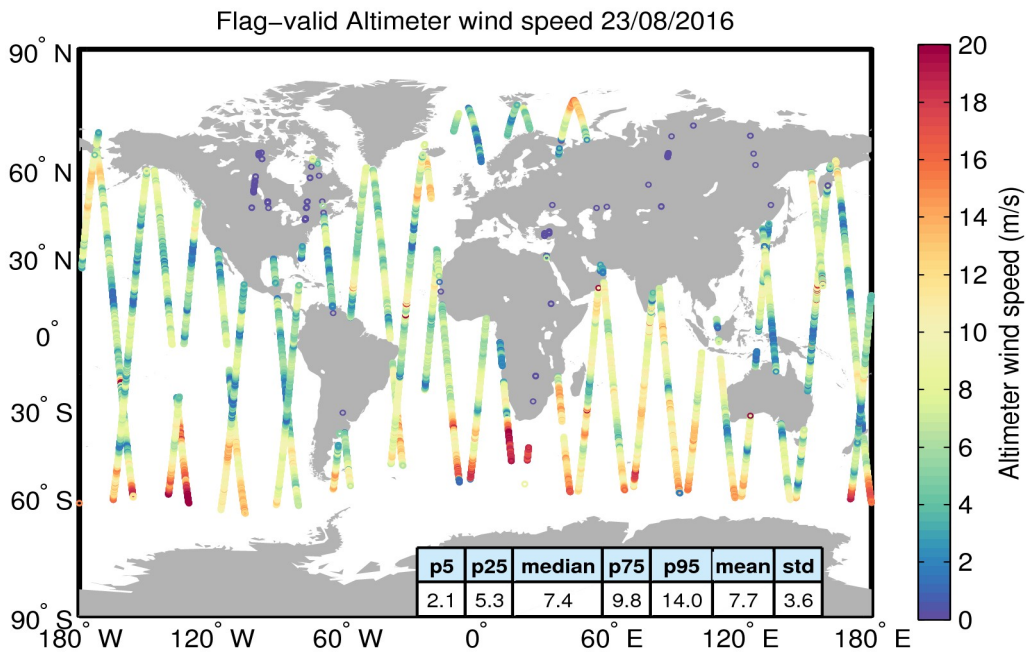 Flag−valid Altimeter wind speed 23/08/2016
90° N
60° N
30° N
0°
30° S
60° S
90° S
180° W
120° W
60° W
0°
60° E
120° E
180° E
p5 p25 median p75 p95 mean std
2.1 5.3 7.4 9.8 14.0 7.7 3.6
20
18
16
14
12
10
8
6
4
2
0
Altimeter wind speed (m/s)